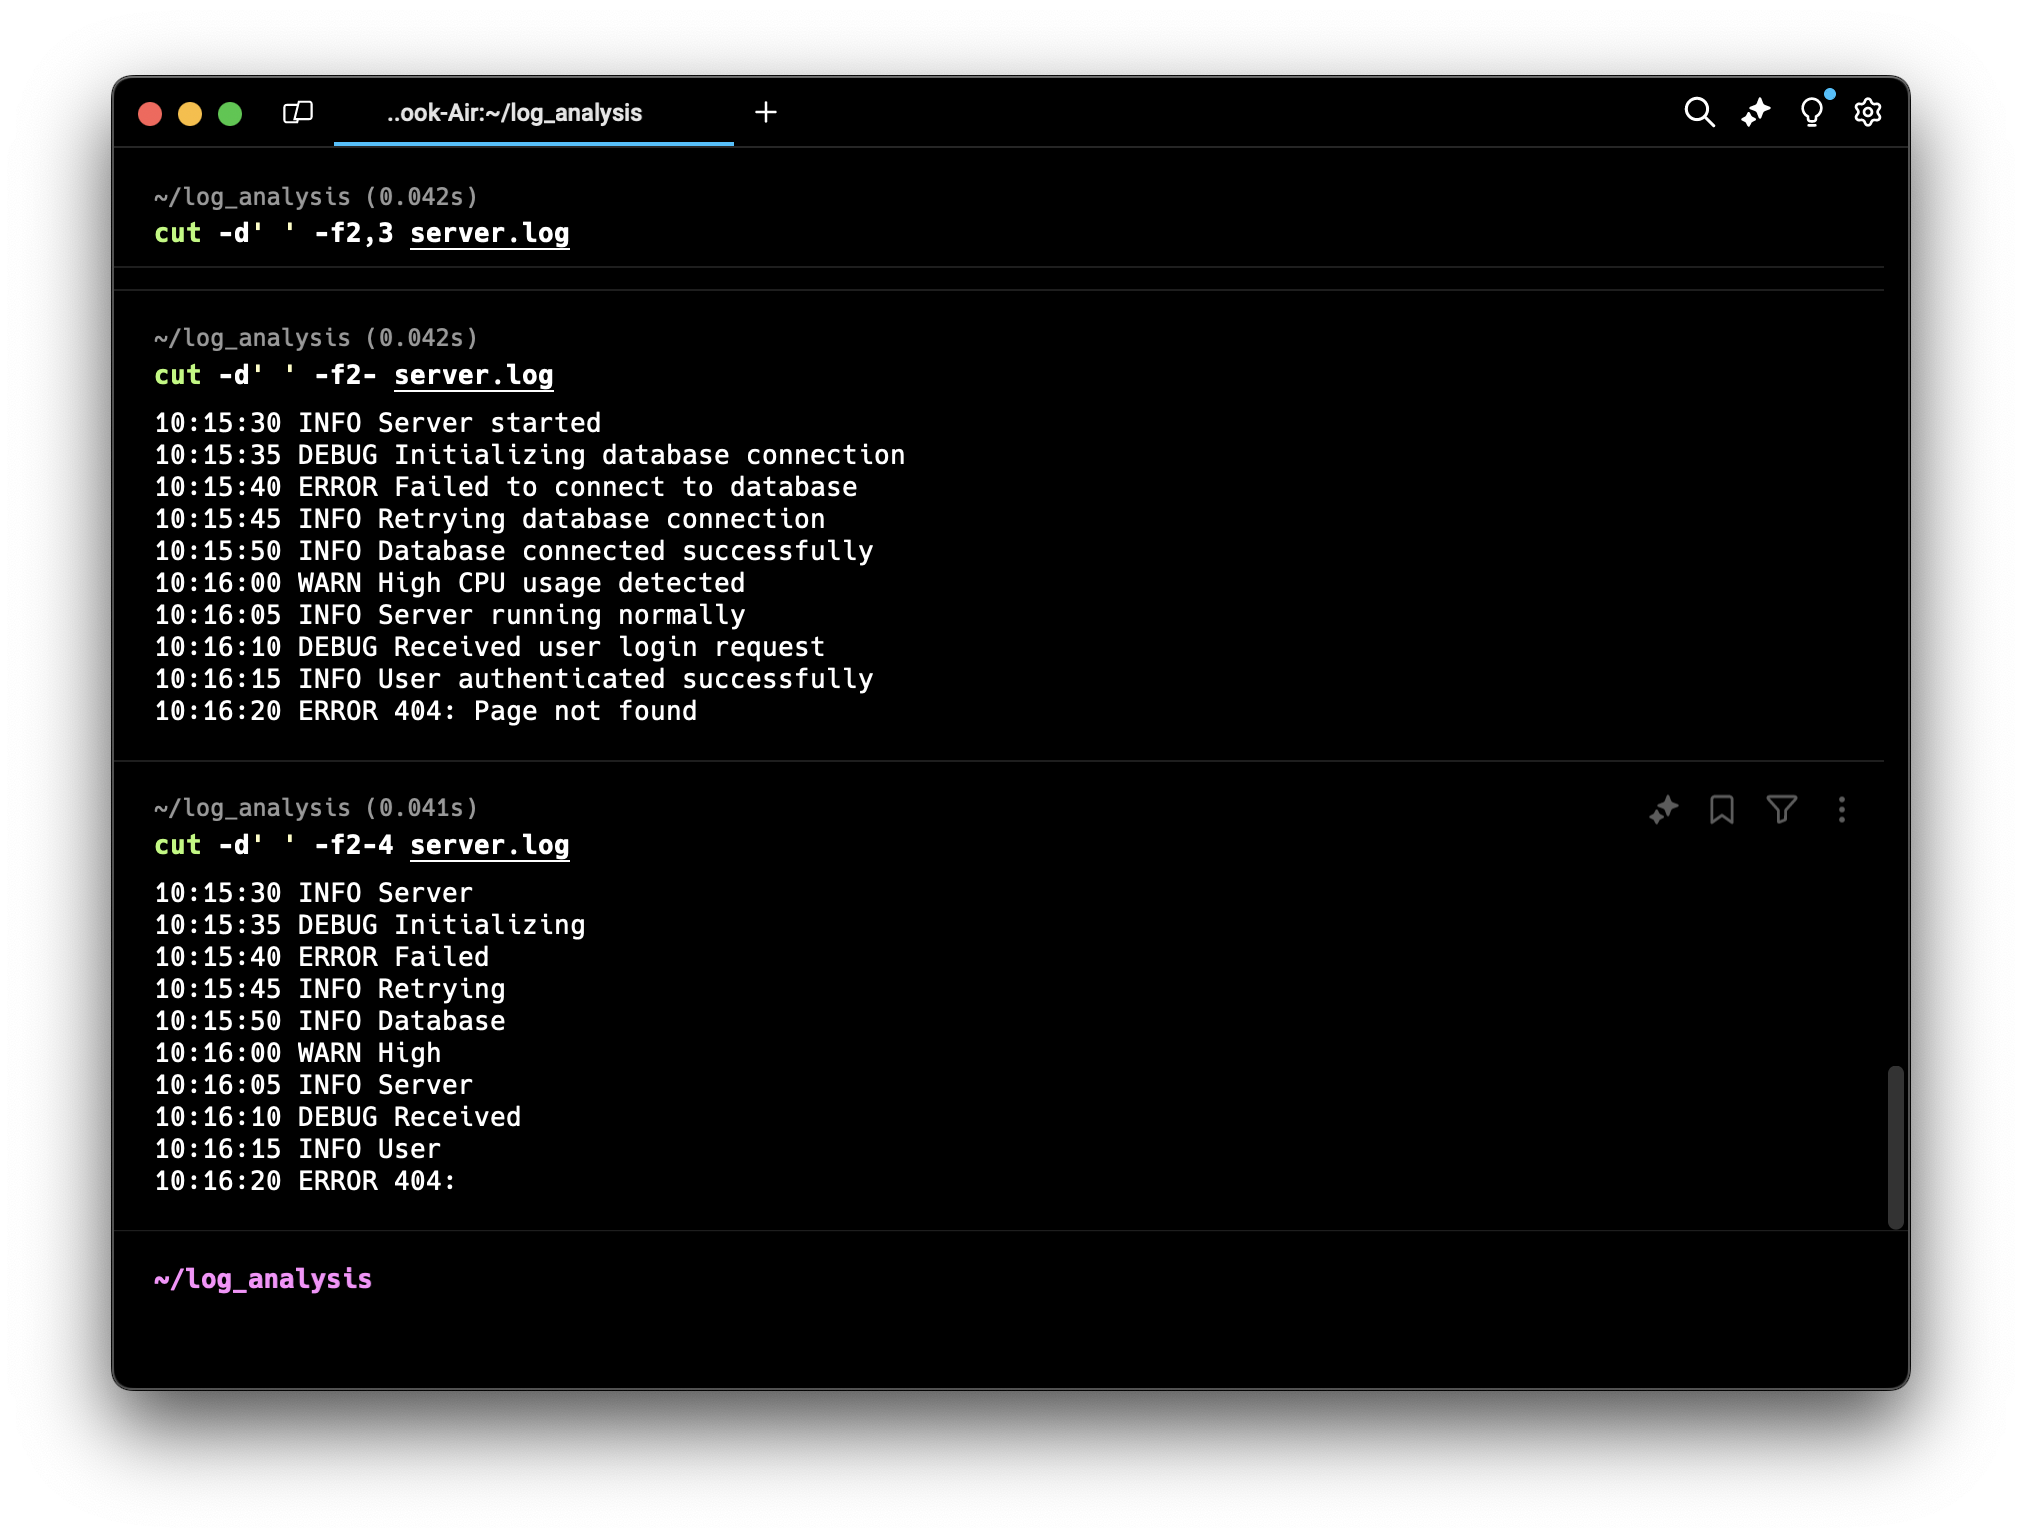 ..ook-Air:~/log_analysis
~/log_analysis (0.042s)
cut -d' ' -f2,3 server.log
~/log_analysis (0.042s)
cut -d' ' -f2- server.log
10:15:30 INFO Server started
10:15:35 DEBUG Initializing database connection
10:15:40 ERROR Failed to connect to database
10:15:45 INFO Retrying database connection
10:15:50 INFO Database connected successfully
10:16:00 WARN High CPU usage detected
10:16:05 INFO Server running normally
10:16:10 DEBUG Received user login request
10:16:15 INFO User authenticated successfully
10:16:20 ERROR 404: Page not found
~/log_analysis (0.041s)
cut -d' ' -f2-4 server.log
10:15:30 INFO Server
10:15:35 DEBUG Initializing
10:15:40 ERROR Failed
10:15:45 INFO Retrying
10:15:50 INFO Database
10:16:00 WARN High
10:16:05 INFO Server
10:16:10 DEBUG Received
10:16:15 INFO User
10:16:20 ERROR 404:
~/log_analysis